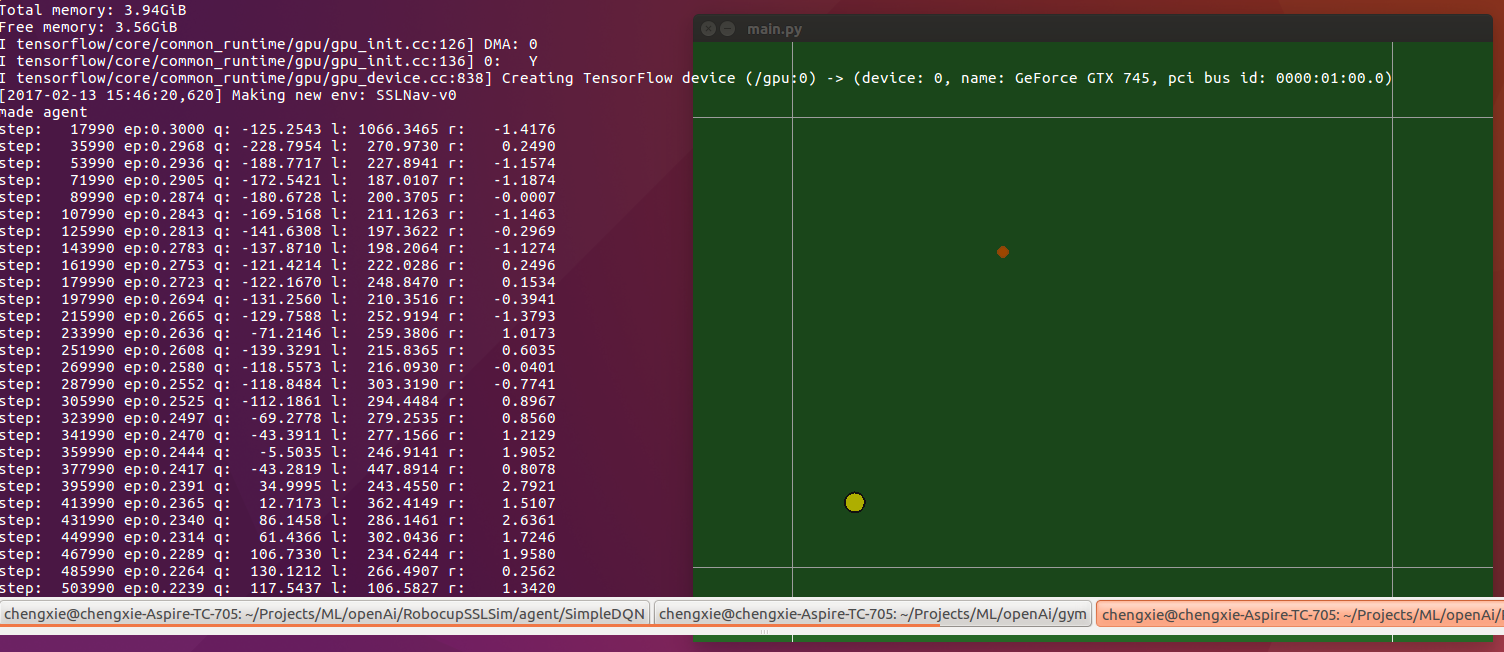 Total memory: 3.94GiB
Free memory: 3.56GiB
I tensorflow/core/common_runtime/gpu/gpu_init.cc:126] DMA: 0
I tensorflow/core/common_runtime/gpu/gpu_init.cc:136] 0:   Y
I tensorflow/core/common_runtime/gpu/gpu_device.cc:838] Creating TensorFlow device (/gpu:0) -> (device: 0, name: GeForce GTX 745, pci bus id: 0000:01:00.0)
[2017-02-13 15:46:20,620] Making new env: SSLNav-v0
made agent
step:   17990 ep:0.3000 q: -125.2543 l: 1066.3465 r:   -1.4176
step:   35990 ep:0.2968 q: -228.7954 l:  270.9730 r:    0.2490
step:   53990 ep:0.2936 q: -188.7717 l:  227.8941 r:   -1.1574
step:   71990 ep:0.2905 q: -172.5421 l:  187.0107 r:   -1.1874
step:   89990 ep:0.2874 q: -180.6728 l:  200.3705 r:   -0.0007
step:  107990 ep:0.2843 q: -169.5168 l:  211.1263 r:   -1.1463
step:  125990 ep:0.2813 q: -141.6308 l:  197.3622 r:   -0.2969
step:  143990 ep:0.2783 q: -137.8710 l:  198.2064 r:   -1.1274
step:  161990 ep:0.2753 q: -121.4214 l:  222.0286 r:    0.2496
step:  179990 ep:0.2723 q: -122.1670 l:  248.8470 r:    0.1534
step:  197990 ep:0.2694 q: -131.2560 l:  210.3516 r:   -0.3941
step:  215990 ep:0.2665 q: -129.7588 l:  252.9194 r:   -1.3793
step:  233990 ep:0.2636 q:  -71.2146 l:  259.3806 r:    1.0173
step:  251990 ep:0.2608 q: -139.3291 l:  215.8365 r:    0.6035
step:  269990 ep:0.2580 q: -118.5573 l:  216.0930 r:   -0.0401
step:  287990 ep:0.2552 q: -118.8484 l:  303.3190 r:   -0.7741
step:  305990 ep:0.2525 q: -112.1861 l:  294.4484 r:    0.8967
step:  323990 ep:0.2497 q:  -69.2778 l:  279.2535 r:    0.8560
step:  341990 ep:0.2470 q:  -43.3911 l:  277.1566 r:    1.2129
step:  359990 ep:0.2444 q:   -5.5035 l:  246.9141 r:    1.9052
step:  377990 ep:0.2417 q:  -43.2819 l:  447.8914 r:    0.8078
step:  395990 ep:0.2391 q:   34.9995 l:  243.4550 r:    2.7921
step:  413990 ep:0.2365 q:   12.7173 l:  362.4149 r:    1.5107
step:  431990 ep:0.2340 q:   86.1458 l:  286.1461 r:    2.6361
step:  449990 ep:0.2314 q:   61.4366 l:  302.0436 r:    1.7246
step:  467990 ep:0.2289 q:  106.7330 l:  234.6244 r:    1.9580
step:  485990 ep:0.2264 q:  130.1212 l:  266.4907 r:    0.2562
step:  503990 ep:0.2239 q:  117.5437 l:  106.5827 r:    1.3420
main.py
chengxie@chengxie-Aspire-TC-705: ~/Projects/ML/openAi/RobocupSSLSim/agent/SimpleDQN
chengxie@chengxie-Aspire-TC-705: ~/Projects/ML/openAi/gym
chengxie@chengxie-Aspire-TC-705: ~/Projects/ML/openAi/